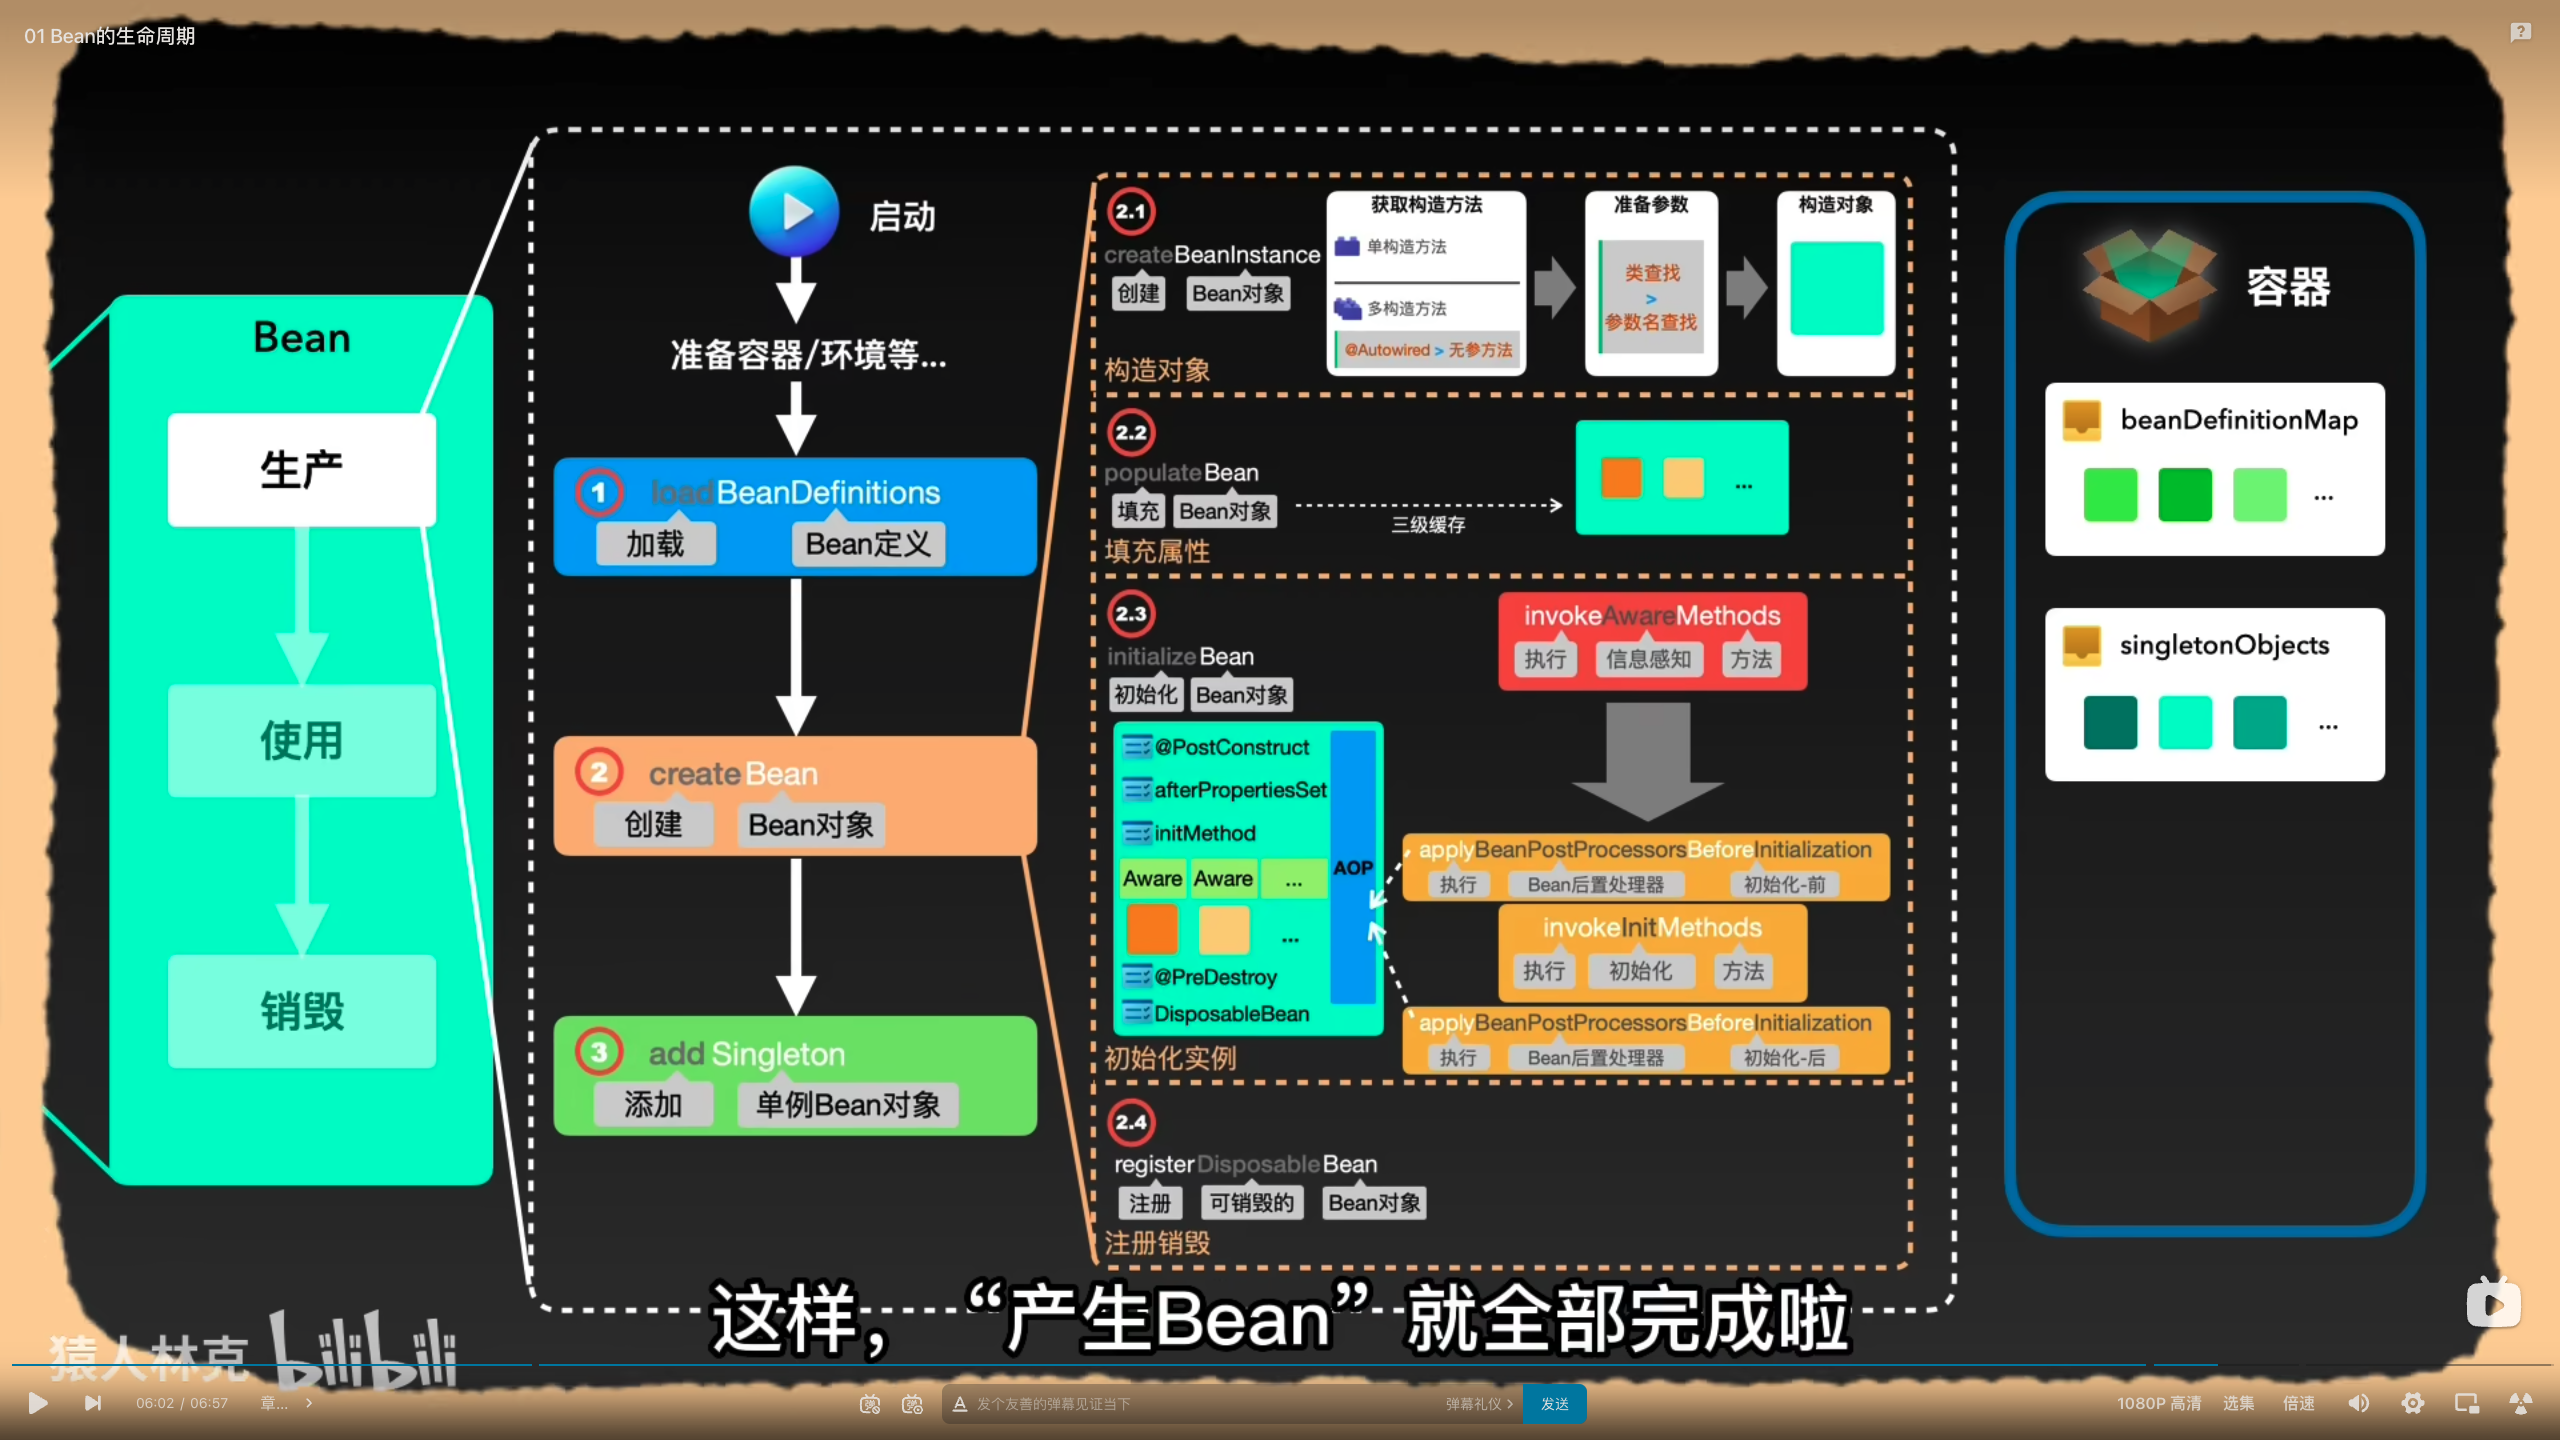 01 Bean的生命周期
Bean
生产
使用
销毁
启动
准备容器/环境等...
1 loadBeanDefinitions
加载 Bean定义
2 createBean
创建 Bean对象
3 add Singleton
添加 单例Bean对象
2.1
createBeanInstance
创建 Bean对象
构造对象
获取构造方法
单构造方法
多构造方法
@Autowired > 无参方法
准备参数
类查找
>
参数名查找
构造对象
2.2
populateBean
填充 Bean对象
填充属性
三级缓存
...
2.3
initializeBean
初始化 Bean对象
@PostConstruct
afterPropertiesSet
initMethod
Aware Aware ...
...
@PreDestroy
DisposableBean
AOP
初始化实例
invokeAwareMethods
执行 信息感知 方法
applyBeanPostProcessorsBeforeInitialization
执行 Bean后置处理器 初始化-前
invokeInitMethods
执行 初始化 方法
applyBeanPostProcessorsBeforeInitialization
执行 Bean后置处理器 初始化-后
2.4
registerDisposableBean
注册 可销毁的 Bean对象
注册销毁
容器
beanDefinitionMap
...
singletonObjects
...
这样，“产生Bean”就全部完成啦
猿人林克 bilibili
06:02 / 06:57 章...
发个友善的弹幕见证当下 弹幕礼仪 > 发送
1080P 高清 选集 倍速